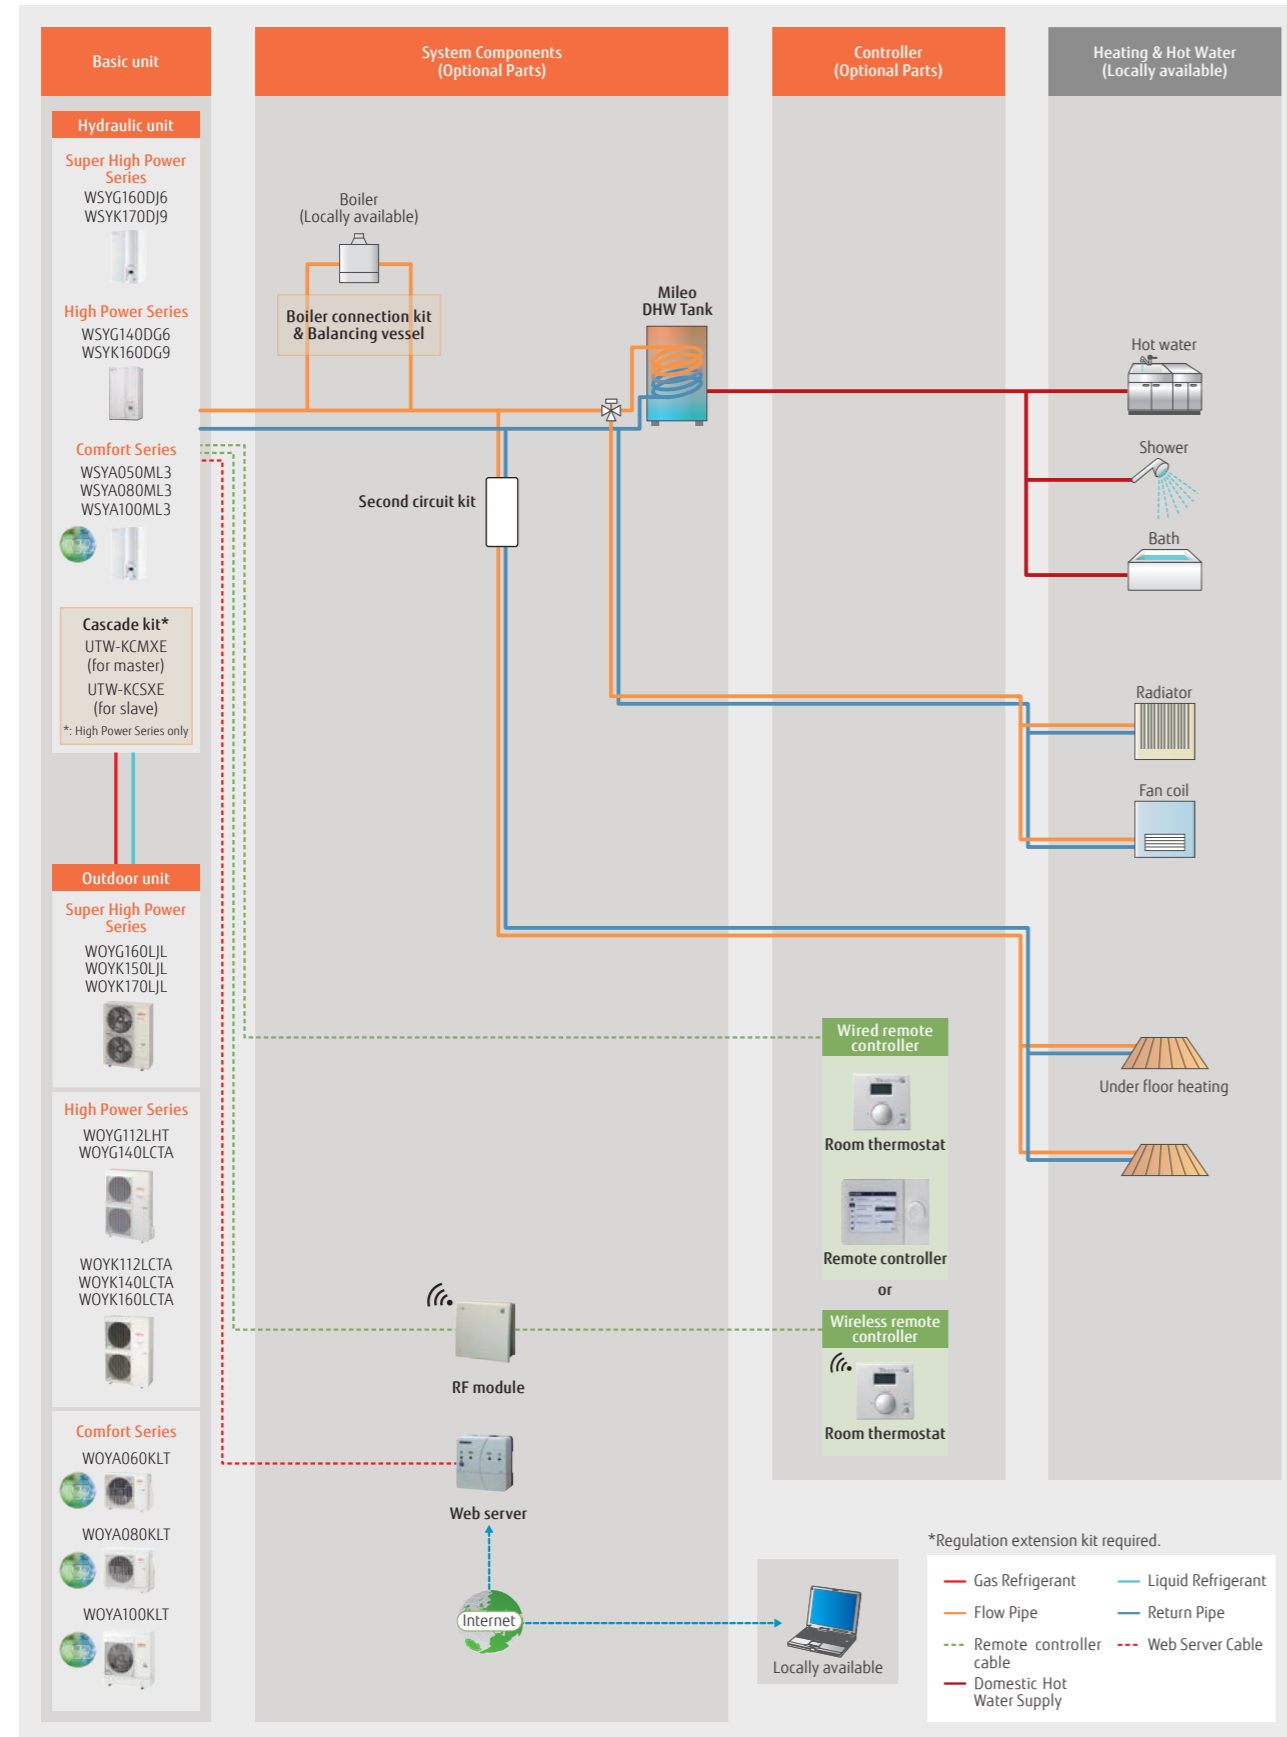 Basic unit
System Components
(Optional Parts)
Controller
(Optional Parts)
Heating & Hot Water
(Locally available)
Hydraulic unit
Super High Power
Series
WSYG160DJ6
WSYK170DJ9
High Power Series
WSYG140DG6
WSYK160DG9
Comfort Series
WSYA050ML3
WSYA080ML3
WSYA100ML3
Cascade kit*
UTW-KCMXE
(for master)
UTW-KCSXE
(for slave)
*: High Power Series only
Outdoor unit
Super High Power
Series
WOYG160LJL
WOYK150LJL
WOYK170LJL
High Power Series
WOYG112LHT
WOYG140LCTA
WOYK112LCTA
WOYK140LCTA
WOYK160LCTA
Comfort Series
WOYA060KLT
WOYA080KLT
WOYA100KLT
Boiler
(Locally available)
Boiler connection kit
& Balancing vessel
Mileo
DHW Tank
Second circuit kit
RF module
Web server
Internet
Locally available
Wired remote
controller
Room thermostat
Remote controller
or
Wireless remote
controller
Room thermostat
Hot water
Shower
Bath
Radiator
Fan coil
Under floor heating
*Regulation extension kit required.
Gas Refrigerant
Liquid Refrigerant
Flow Pipe
Return Pipe
Remote controller
cable
Web Server Cable
Domestic Hot
Water Supply